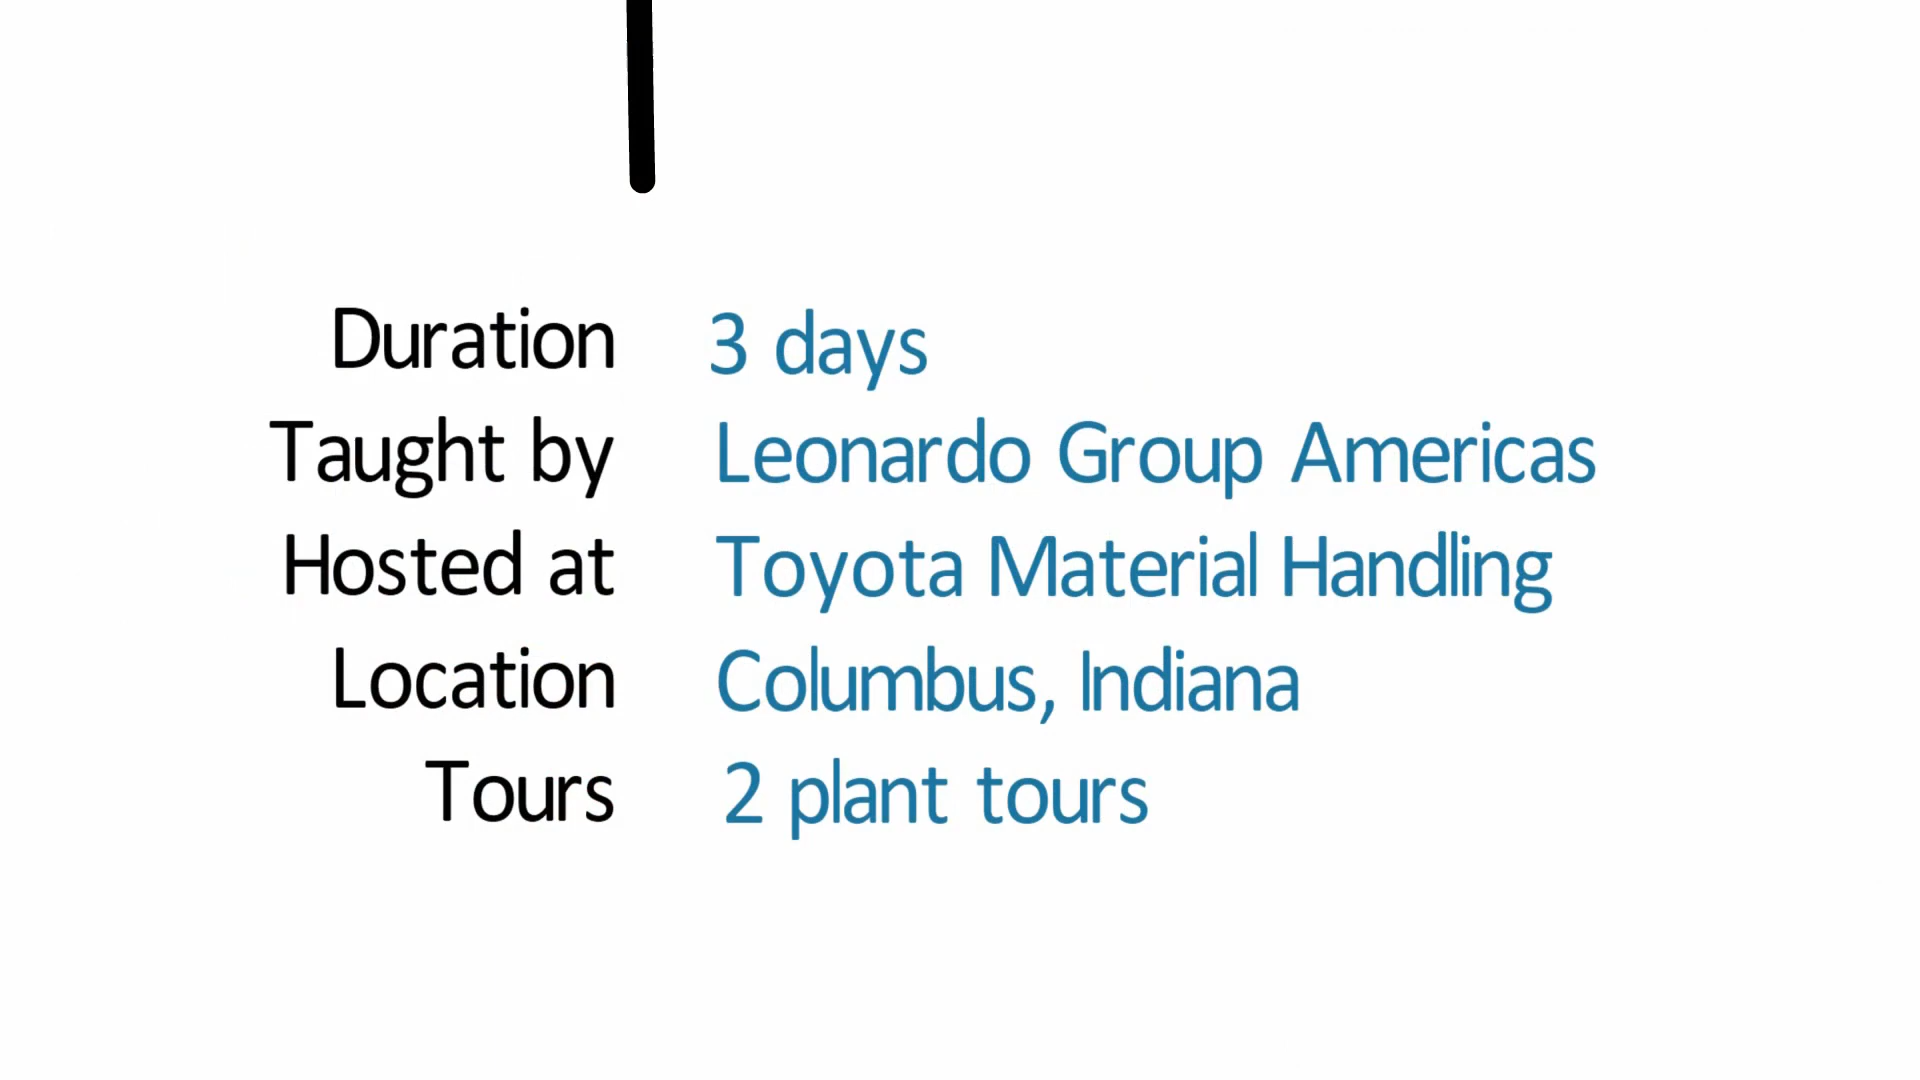 Duration 3 days
Taught by Leonardo Group Americas
Hosted at Toyota Material Handling
Location Columbus, Indiana
Tours 2 plant tours